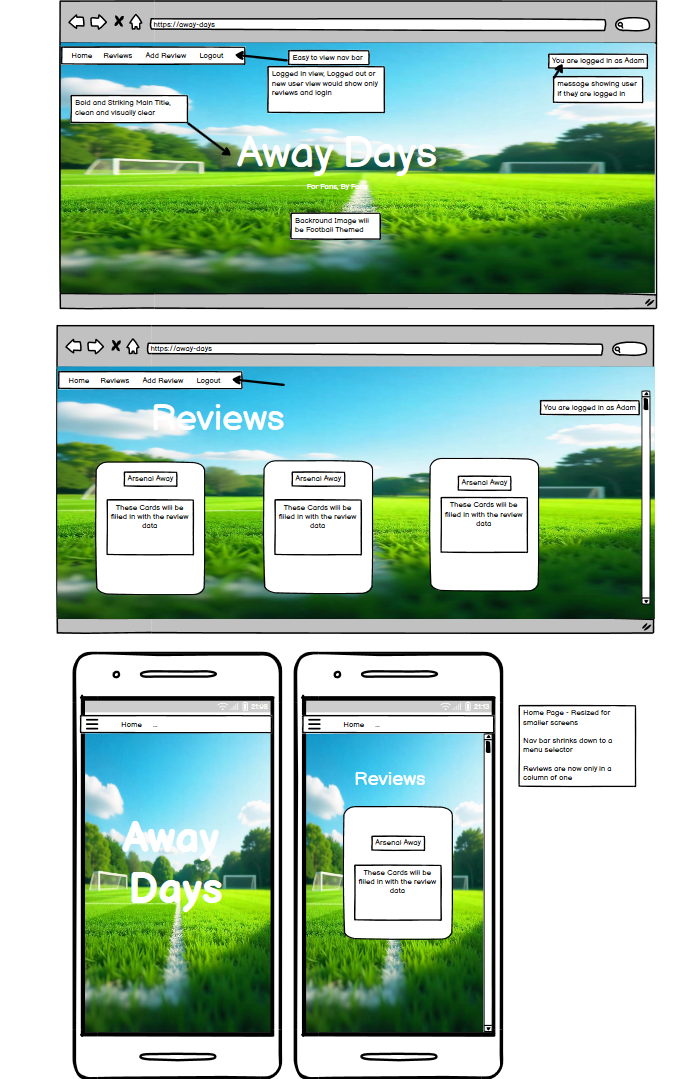 https://away-days
Home Reviews Add Review Logout
Easy to view nav bar
You are logged in as Adam
Logged in view, Logged out or
new user view would show only
reviews and login
message showing user
if they are logged in
Bold and Striking Main Title,
clean and visually clear
Away Days
For Fans, By Fans
Backround Image will
be Football Themed
https://away-days
Home Reviews Add Review Logout
You are logged in as Adam
Reviews
Arsenal Away
These Cards will be
filled in with the review
data
Arsenal Away
These Cards will be
filled in with the review
data
Arsenal Away
These Cards will be
filled in with the review
data
Home ...
Away
Days
21:13
Home ...
Reviews
Arsenal Away
These Cards will be
filled in with the review
data
Home Page - Resized for
smaller screens
Nav bar shrinks down to a
menu selector
Reviews are now only in a
column of one